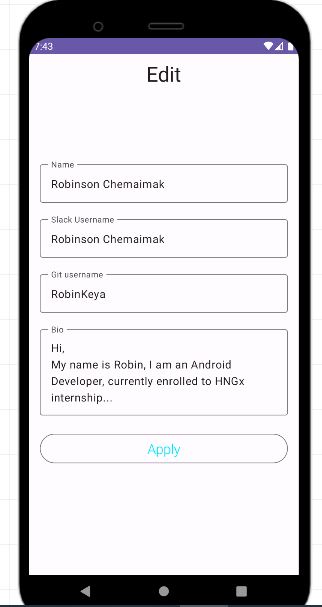 7:43
Edit
Name
Robinson Chemaimak
Slack Username
Robinson Chemaimak
Git username
RobinKeya
Bio
Hi,
My name is Robin, I am an Android
Developer, currently enrolled to HNGx
internship...
Apply